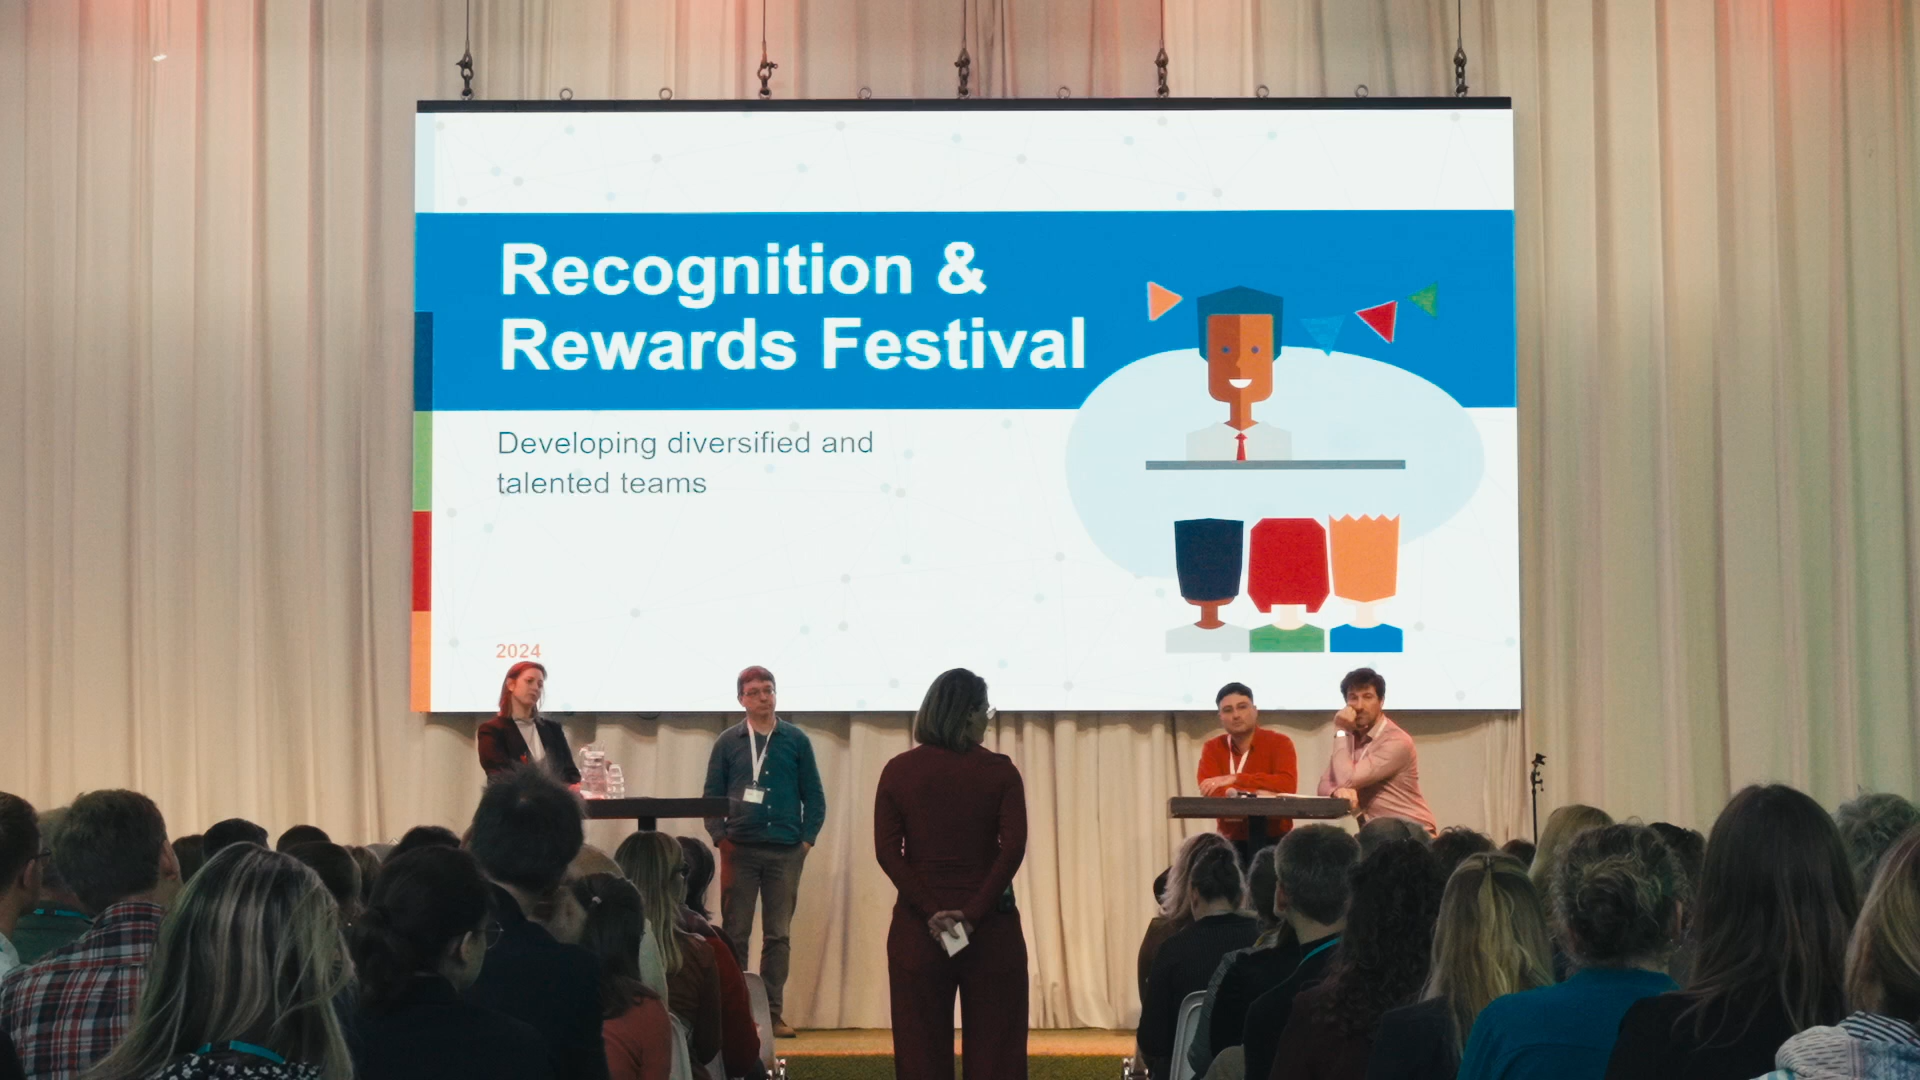 Recognition &
Rewards Festival
Developing diversified and
talented teams
2024